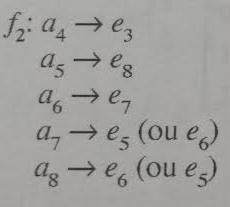 f₂: a₄ → e₃
a₅ → e₈
a₆ → e₇
a₇ → e₅ (ou e₆)
a₈ → e₆ (ou e₅)